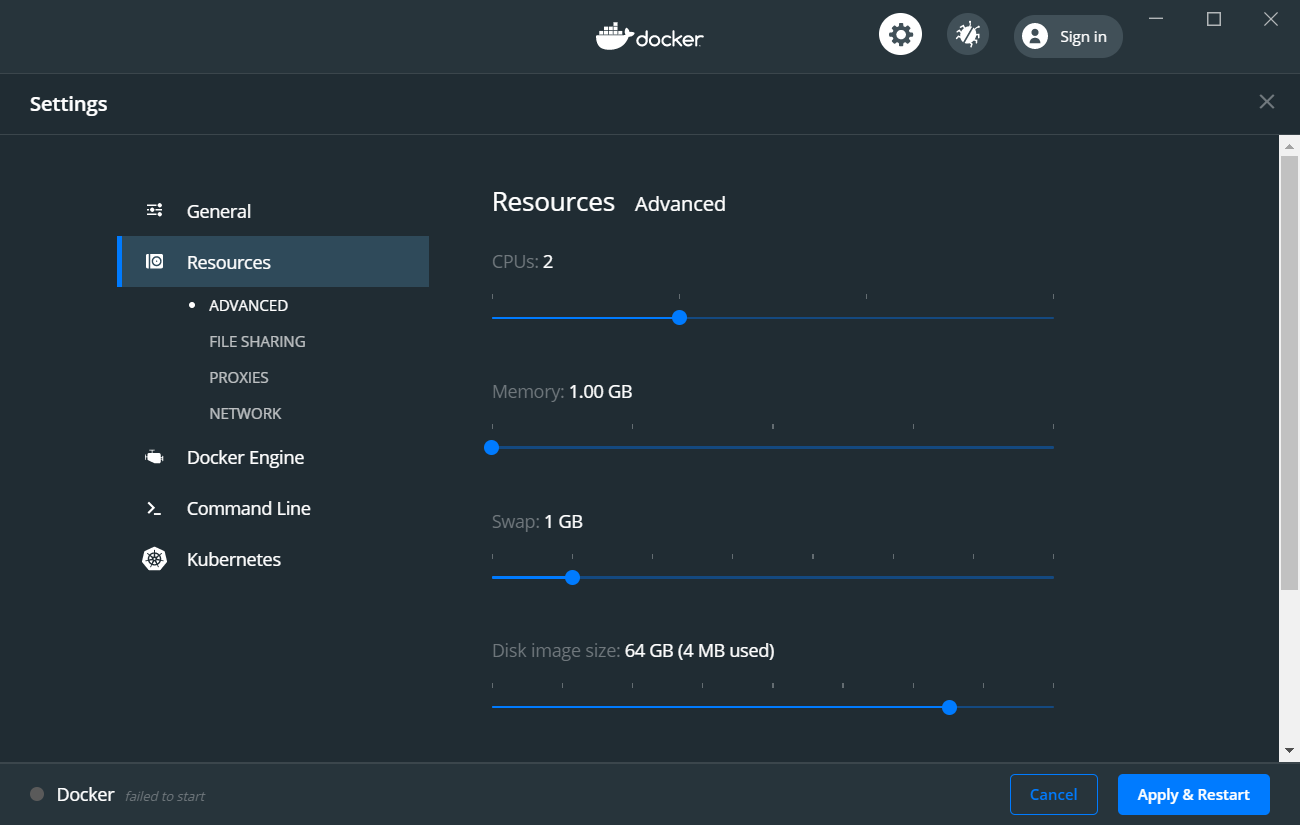 docker
Sign in
Settings
General
Resources
ADVANCED
FILE SHARING
PROXIES
NETWORK
Docker Engine
Command Line
Kubernetes
Resources Advanced
CPUs: 2
Memory: 1.00 GB
Swap: 1 GB
Disk image size: 64 GB (4 MB used)
Docker failed to start
Cancel
Apply & Restart